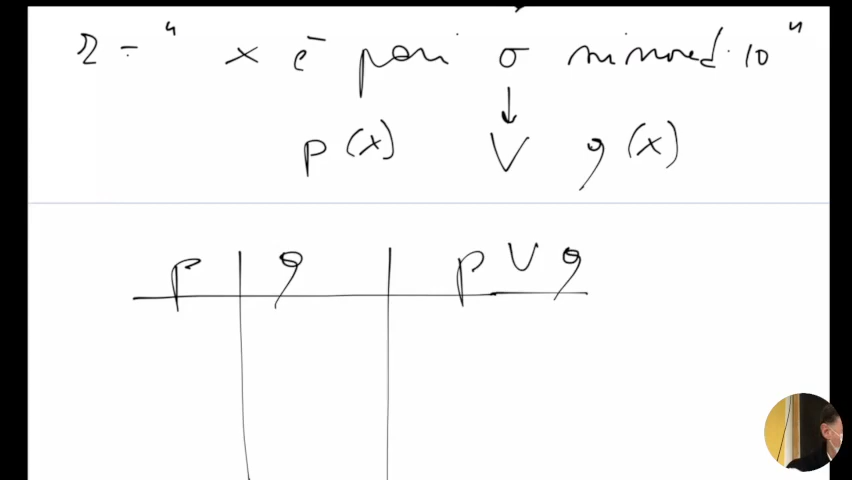 r = " x è pari o minore di 10 "
p(x) V q(x)
p q p V q